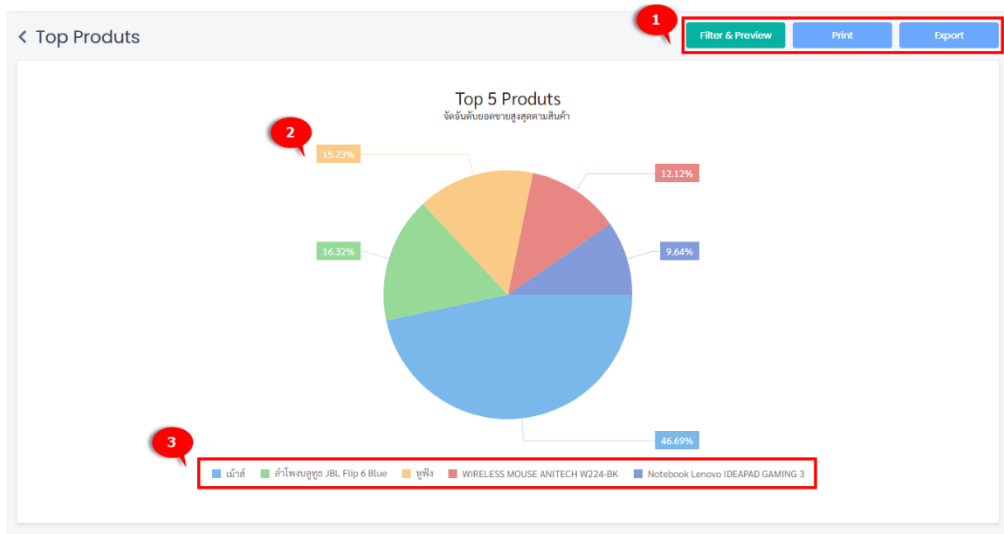 1
< Top Produts
Filter & Preview Print Export
Top 5 Produts
จัดอันดับยอดขายสูงสุดตามสินค้า
2
15.23%
12.12%
16.32%
9.64%
46.69%
3
เม้าส์ ลำโพงบลูทูธ JBL Flip 6 Blue หูฟัง WIRELESS MOUSE ANITECH W224-BK Notebook Lenovo IDEAPAD GAMING 3